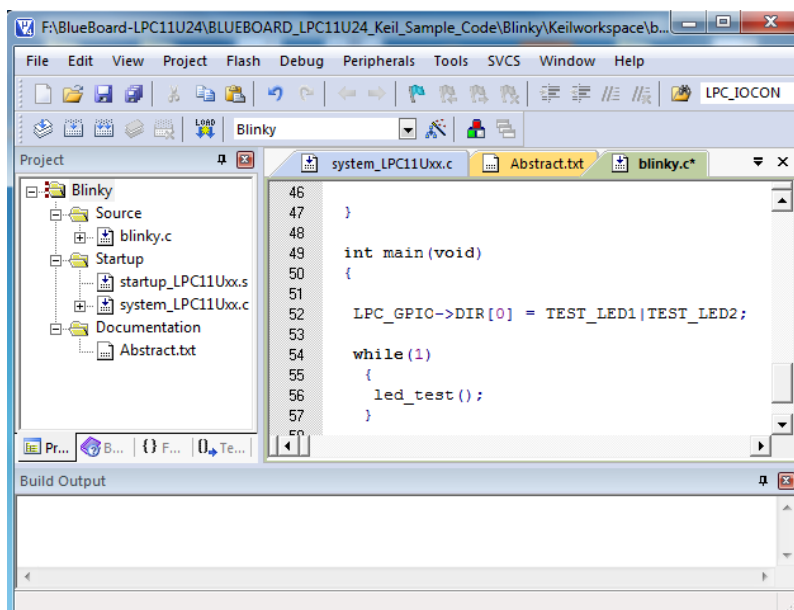 F:\BlueBoard-LPC11U24\BLUEBOARD_LPC11U24_Keil_Sample_Code\Blinky\Keilworkspace\b...
File Edit View Project Flash Debug Peripherals Tools SVCS Window Help
LPC_IOCON
LOAD Blinky
Project
system_LPC11Uxx.c Abstract.txt blinky.c*
Blinky
Source
blinky.c
Startup
startup_LPC11Uxx.s
system_LPC11Uxx.c
Documentation
Abstract.txt
46
47 }
48
49 int main(void)
50 {
51
52 LPC_GPIO->DIR[0] = TEST_LED1|TEST_LED2;
53
54 while(1)
55 {
56 led_test();
57 }
Pr... B... {} F... 0 Te...
Build Output